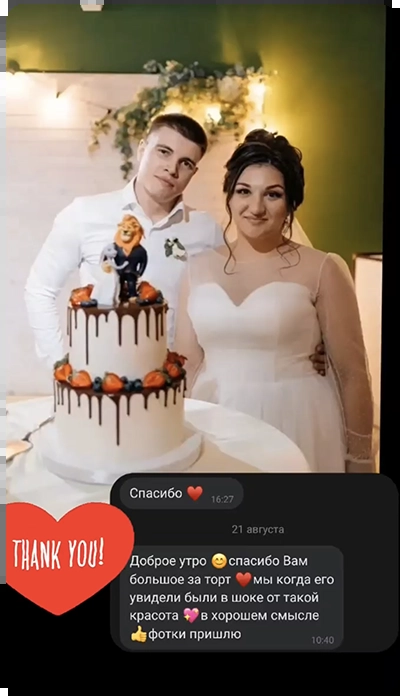 Спасибо ❤️ 16:27
21 августа
THANK YOU!
Доброе утро 😊спасибо Вам
большое за торт ❤️мы когда его
увидели были в шоке от такой
красота 💖в хорошем смысле
👍фотки пришлю 10:40